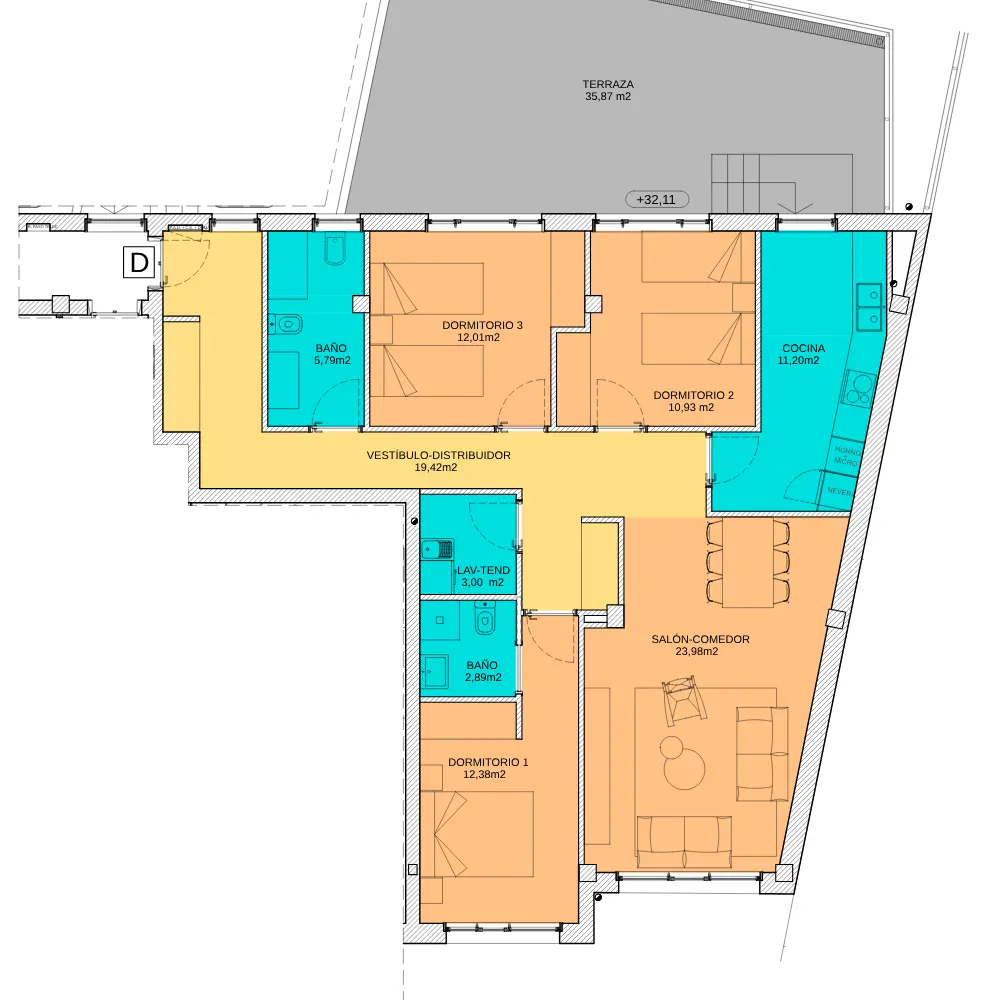 TERRAZA
35,87 m2
+32,11
D
DORMITORIO 3
12,01m2
BAÑO
5,79m2
COCINA
11,20m2
DORMITORIO 2
10,93 m2
VESTÍBULO-DISTRIBUIDOR
19,42m2
HORNO
+
MICRO
NEVERA
LAV-TEND
3,00 m2
SALÓN-COMEDOR
23,98m2
BAÑO
2,89m2
DORMITORIO 1
12,38m2